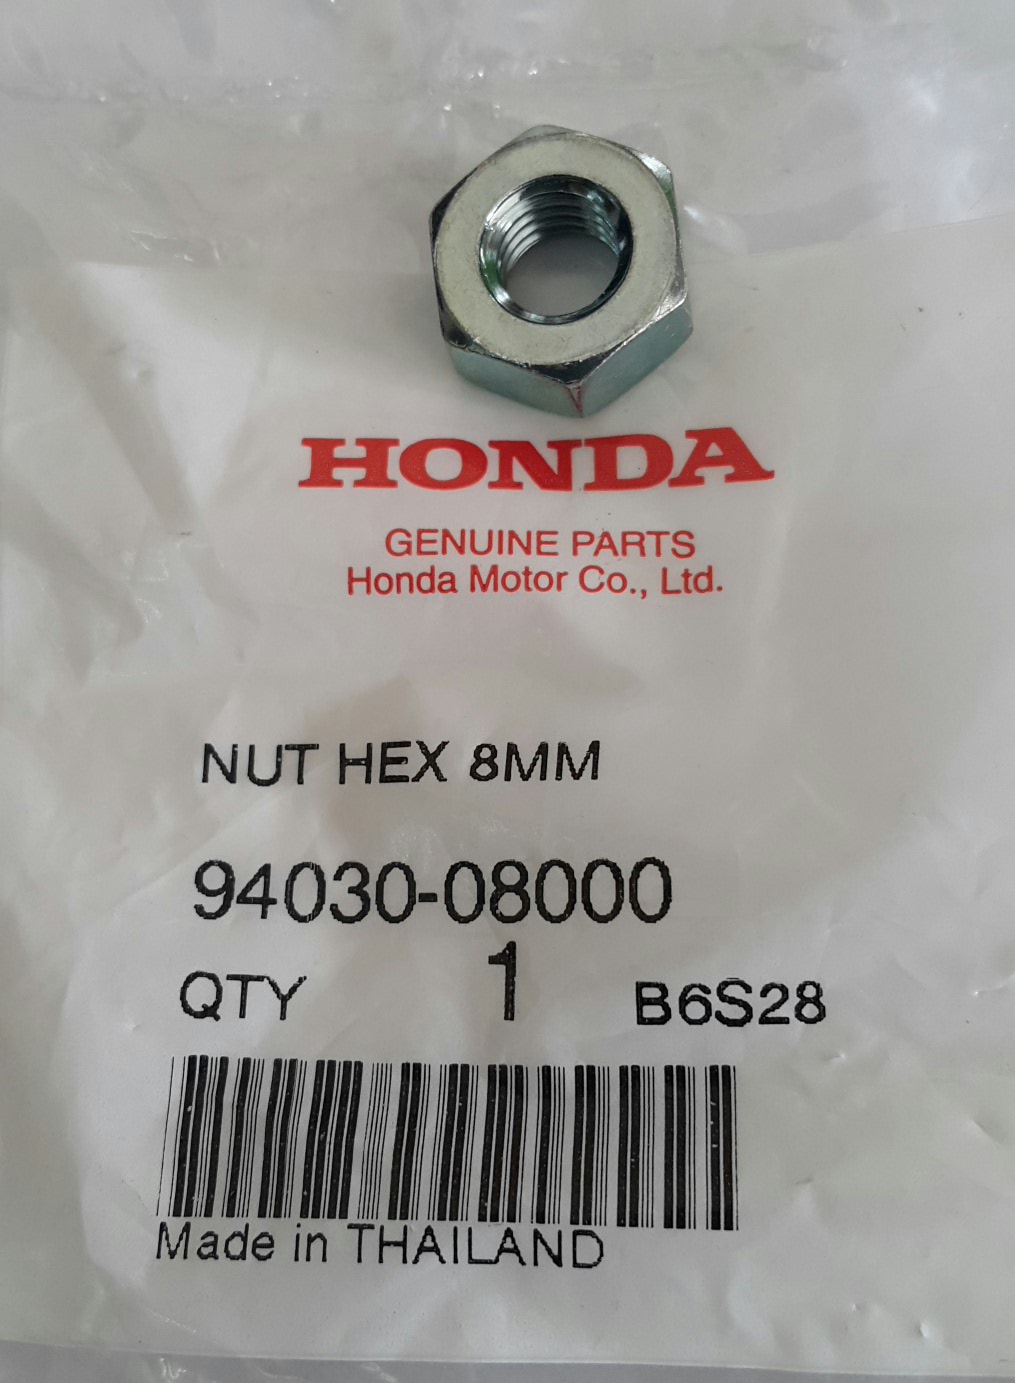 HONDA
GENUINE PARTS
Honda Motor Co., Ltd.
NUT HEX 8MM
94030-08000
QTY 1 B6S28
Made in THAILAND